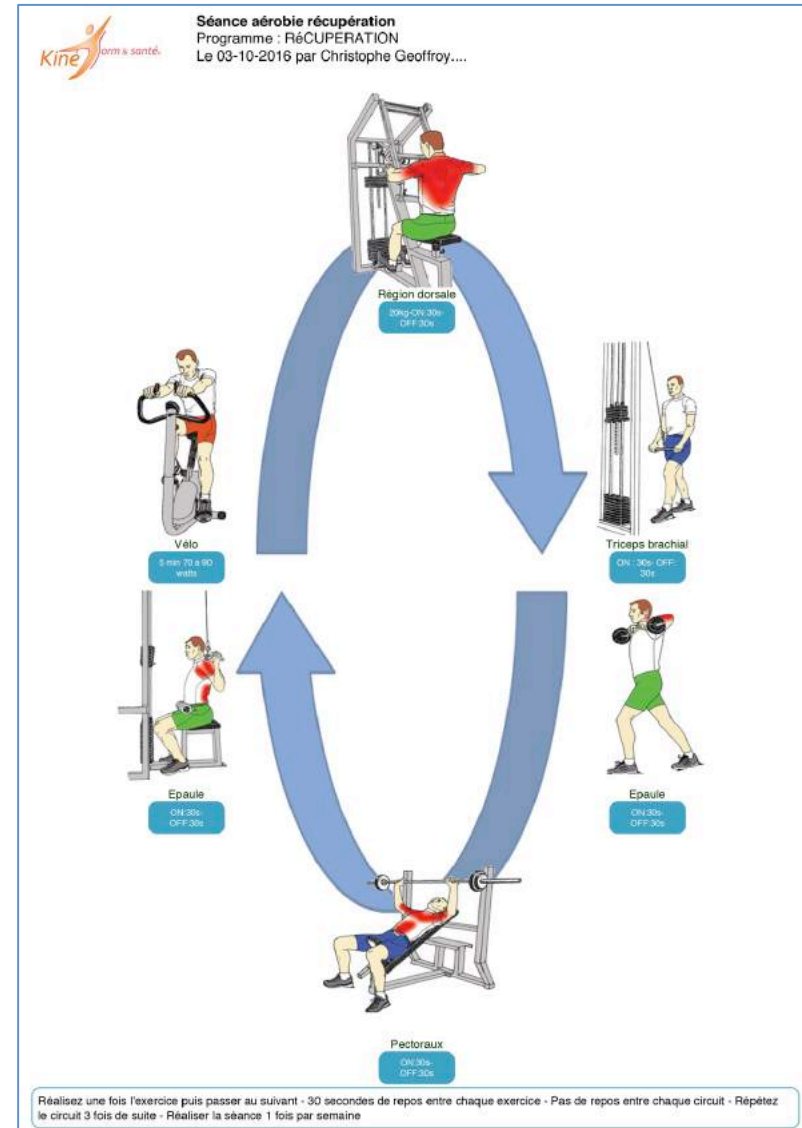 Kiné form & santé.
Séance aérobie récupération
Programme : RéCUPERATION
Le 03-10-2016 par Christophe Geoffroy....
Région dorsale
20kg-ON:30s-
OFF:30s
Vélo
5 min 70 a 90
watts
Triceps brachial
ON : 30s- OFF:
30s
Epaule
ON:30s-
OFF:30s
Epaule
ON:30s-
OFF:30s
Pectoraux
ON:30s-
OFF:30s
Réalisez une fois l'exercice puis passer au suivant - 30 secondes de repos entre chaque exercice - Pas de repos entre chaque circuit - Répétez
le circuit 3 fois de suite - Réaliser la séance 1 fois par semaine